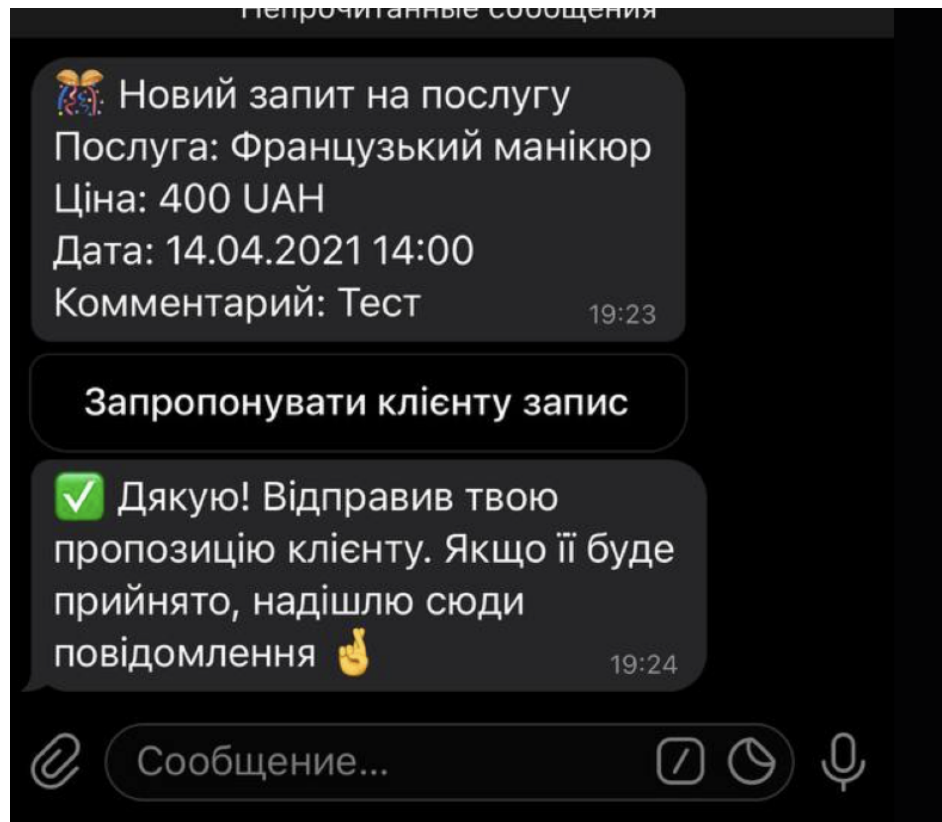 Непрочитанные сообщения
Новий запит на послугу
Послуга: Французький манікюр
Ціна: 400 UAH
Дата: 14.04.2021 14:00
Комментарий: Тест
19:23
Запропонувати клієнту запис
Дякую! Відправив твою
пропозицію клієнту. Якщо її буде
прийнято, надішлю сюди
повідомлення
19:24
Сообщение...